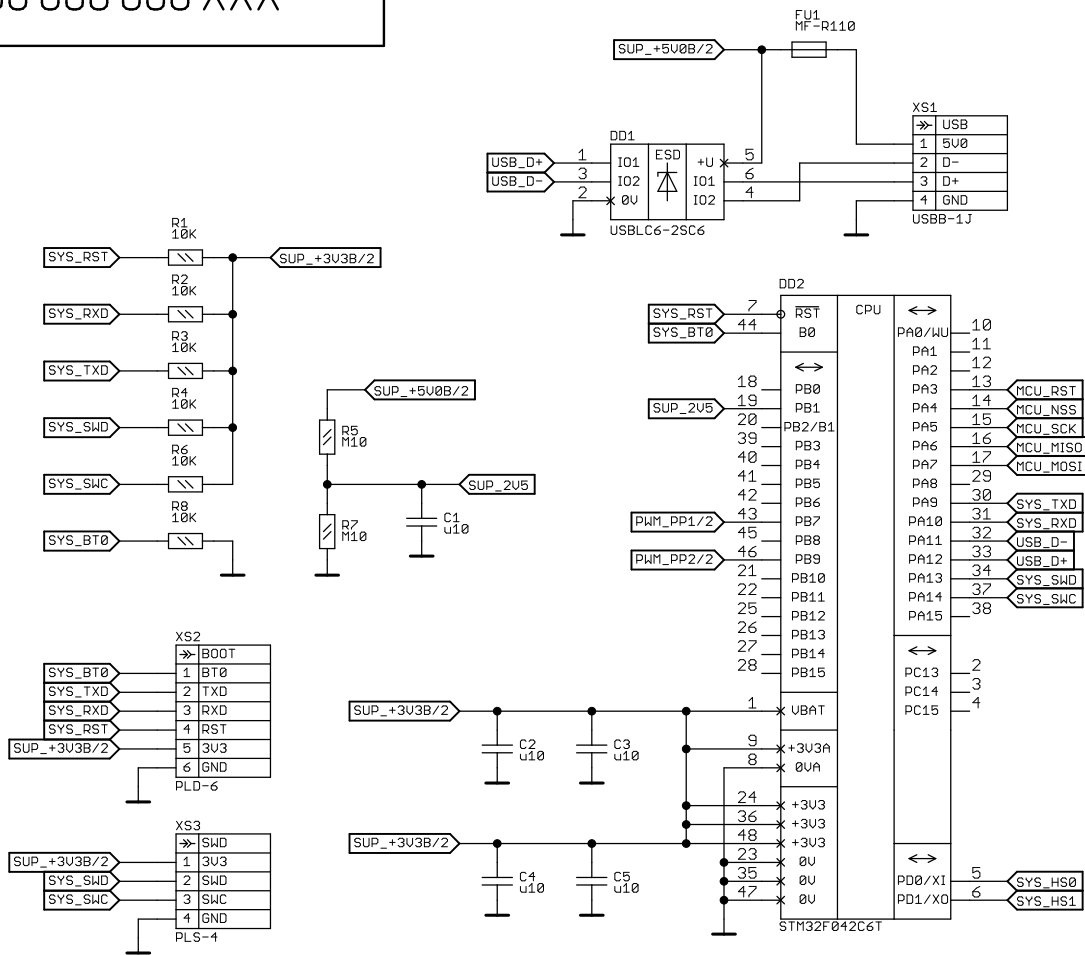 FU1
MF-R110
SUP_+5V0B/2
XS1
USB
1 5V0
2 D-
3 D+
4 GND
USBB-1J
DD1
ESD
USB_D+ 1 IO1 +U 5
USB_D- 3 IO2 IO1 6
2 0V IO2 4
USBLC6-2SC6
R1
10K
SYS_RST
SUP_+3V3B/2
R2
10K
SYS_RXD
R3
10K
SYS_TXD
R4
10K
SYS_SWD
R6
10K
SYS_SWC
R8
10K
SYS_BT0
SUP_+5V0B/2
R5
M10
SUP_2V5
R7
M10
C1
u10
XS2
BOOT
SYS_BT0 1 BT0
SYS_TXD 2 TXD
SYS_RXD 3 RXD
SYS_RST 4 RST
SUP_+3V3B/2 5 3V3
6 GND
PLD-6
XS3
SWD
SUP_+3V3B/2 1 3V3
SYS_SWD 2 SWD
SYS_SWC 3 SWC
4 GND
PLS-4
SUP_+3V3B/2
C2
u10
C3
u10
SUP_+3V3B/2
C4
u10
C5
u10
DD2
CPU
SYS_RST 7 RST
SYS_BT0 44 B0
18 PB0
SUP_2V5 19 PB1
20 PB2/B1
39 PB3
40 PB4
41 PB5
42 PB6
PWM_PP1/2 43 PB7
45 PB8
PWM_PP2/2 46 PB9
21 PB10
22 PB11
25 PB12
26 PB13
27 PB14
28 PB15
1 VBAT
9 +3V3A
8 0VA
24 +3V3
36 +3V3
48 +3V3
23 0V
35 0V
47 0V
PA0/WU 10
PA1 11
PA2 12
PA3 13 MCU_RST
PA4 14 MCU_NSS
PA5 15 MCU_SCK
PA6 16 MCU_MISO
PA7 17 MCU_MOSI
PA8 29
PA9 30 SYS_TXD
PA10 31 SYS_RXD
PA11 32 USB_D-
PA12 33 USB_D+
PA13 34 SYS_SWD
PA14 37 SYS_SWC
PA15 38
PC13 2
PC14 3
PC15 4
PD0/XI 5 SYS_HS0
PD1/XO 6 SYS_HS1
STM32F042C6T